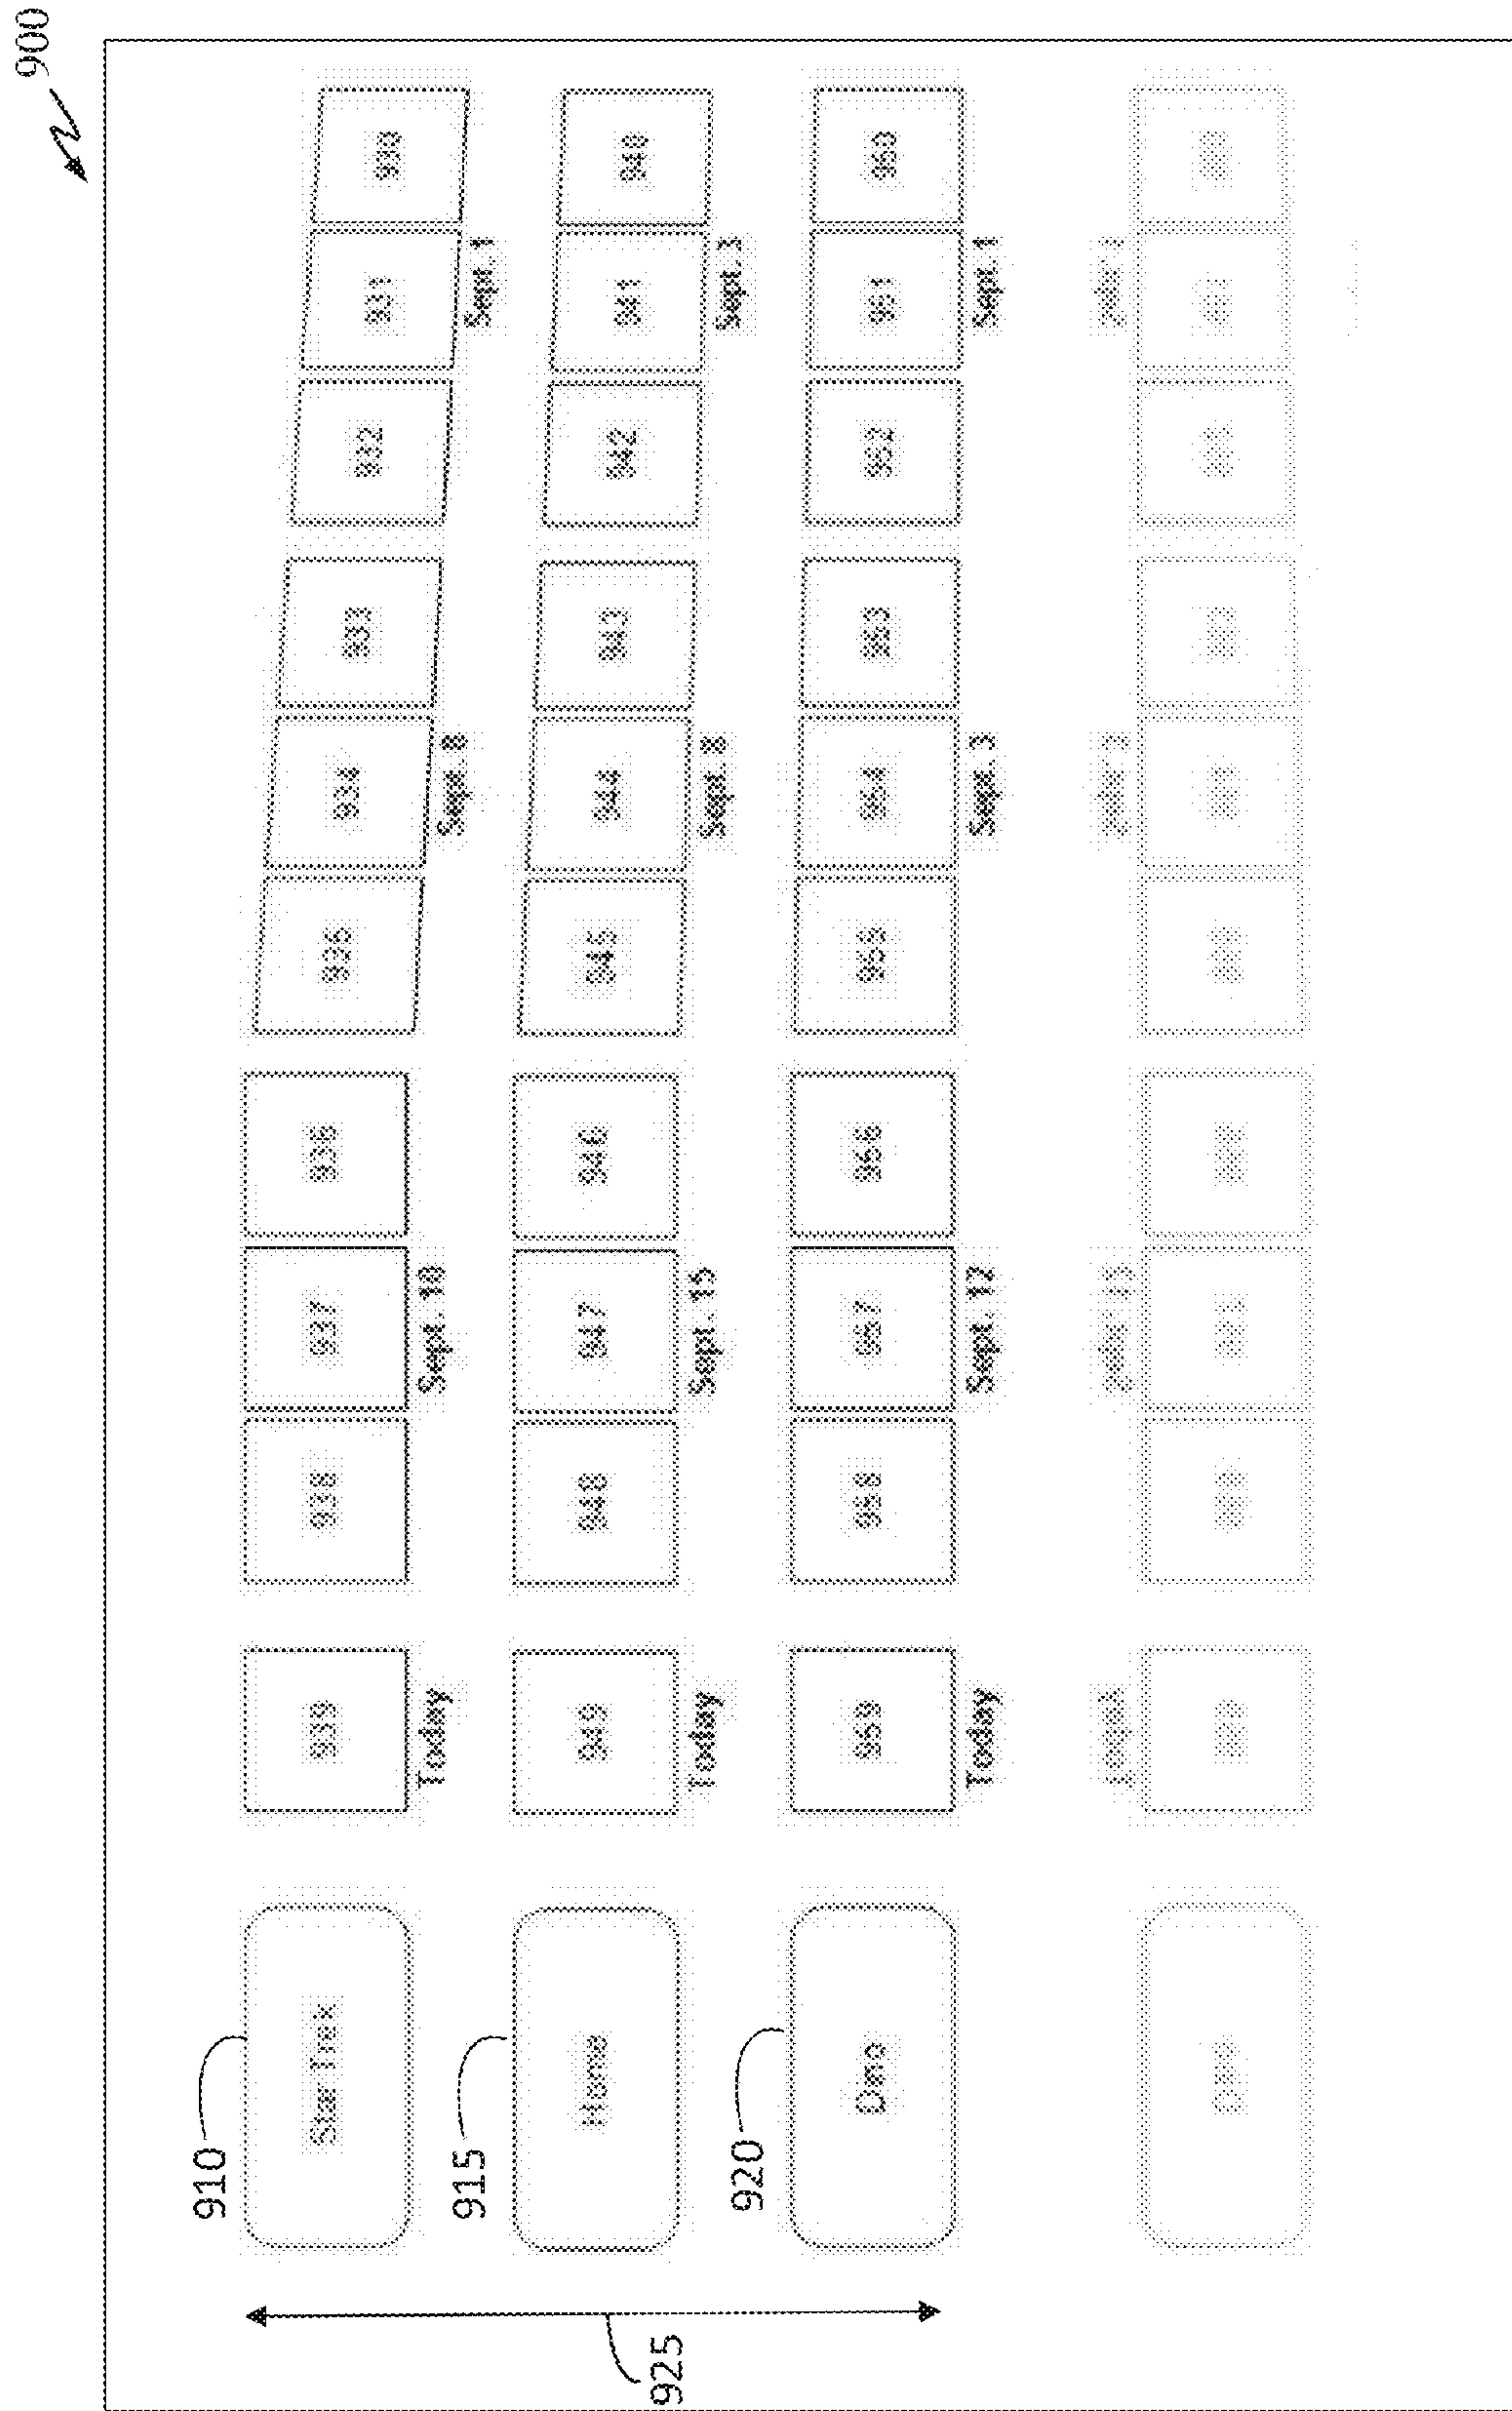 900
910
Star Trek 939 938 937 936 935 934 933 932 931 930
Today Sept. 10 Sept. 8 Sept. 1
915
Home 949 948 947 946 945 944 943 942 941 940
Today Sept. 15 Sept. 8 Sept. 3
925
920
Dino 959 958 957 956 955 954 953 952 951 950
Today Sept. 12 Sept. 3 Sept. 1